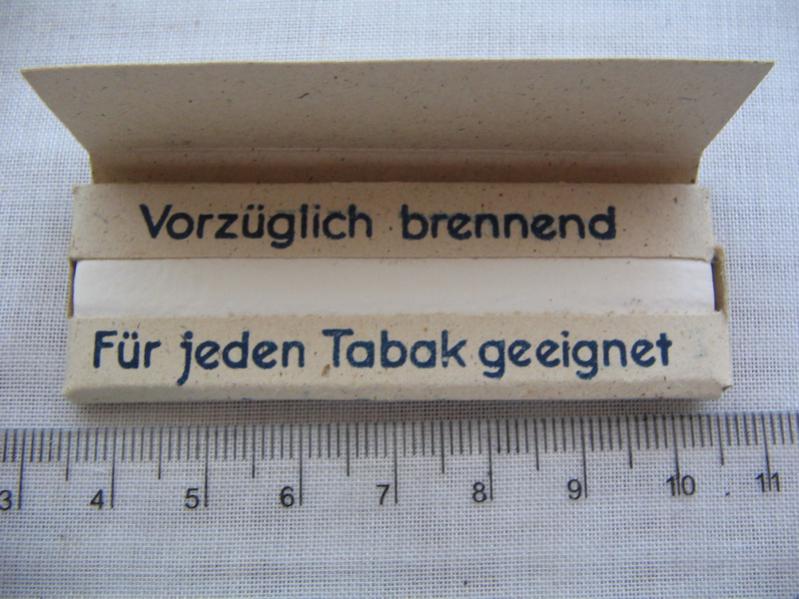 Vorzüglich brennend
Für jeden Tabak geeignet
3 4 5 6 7 8 9 10 11